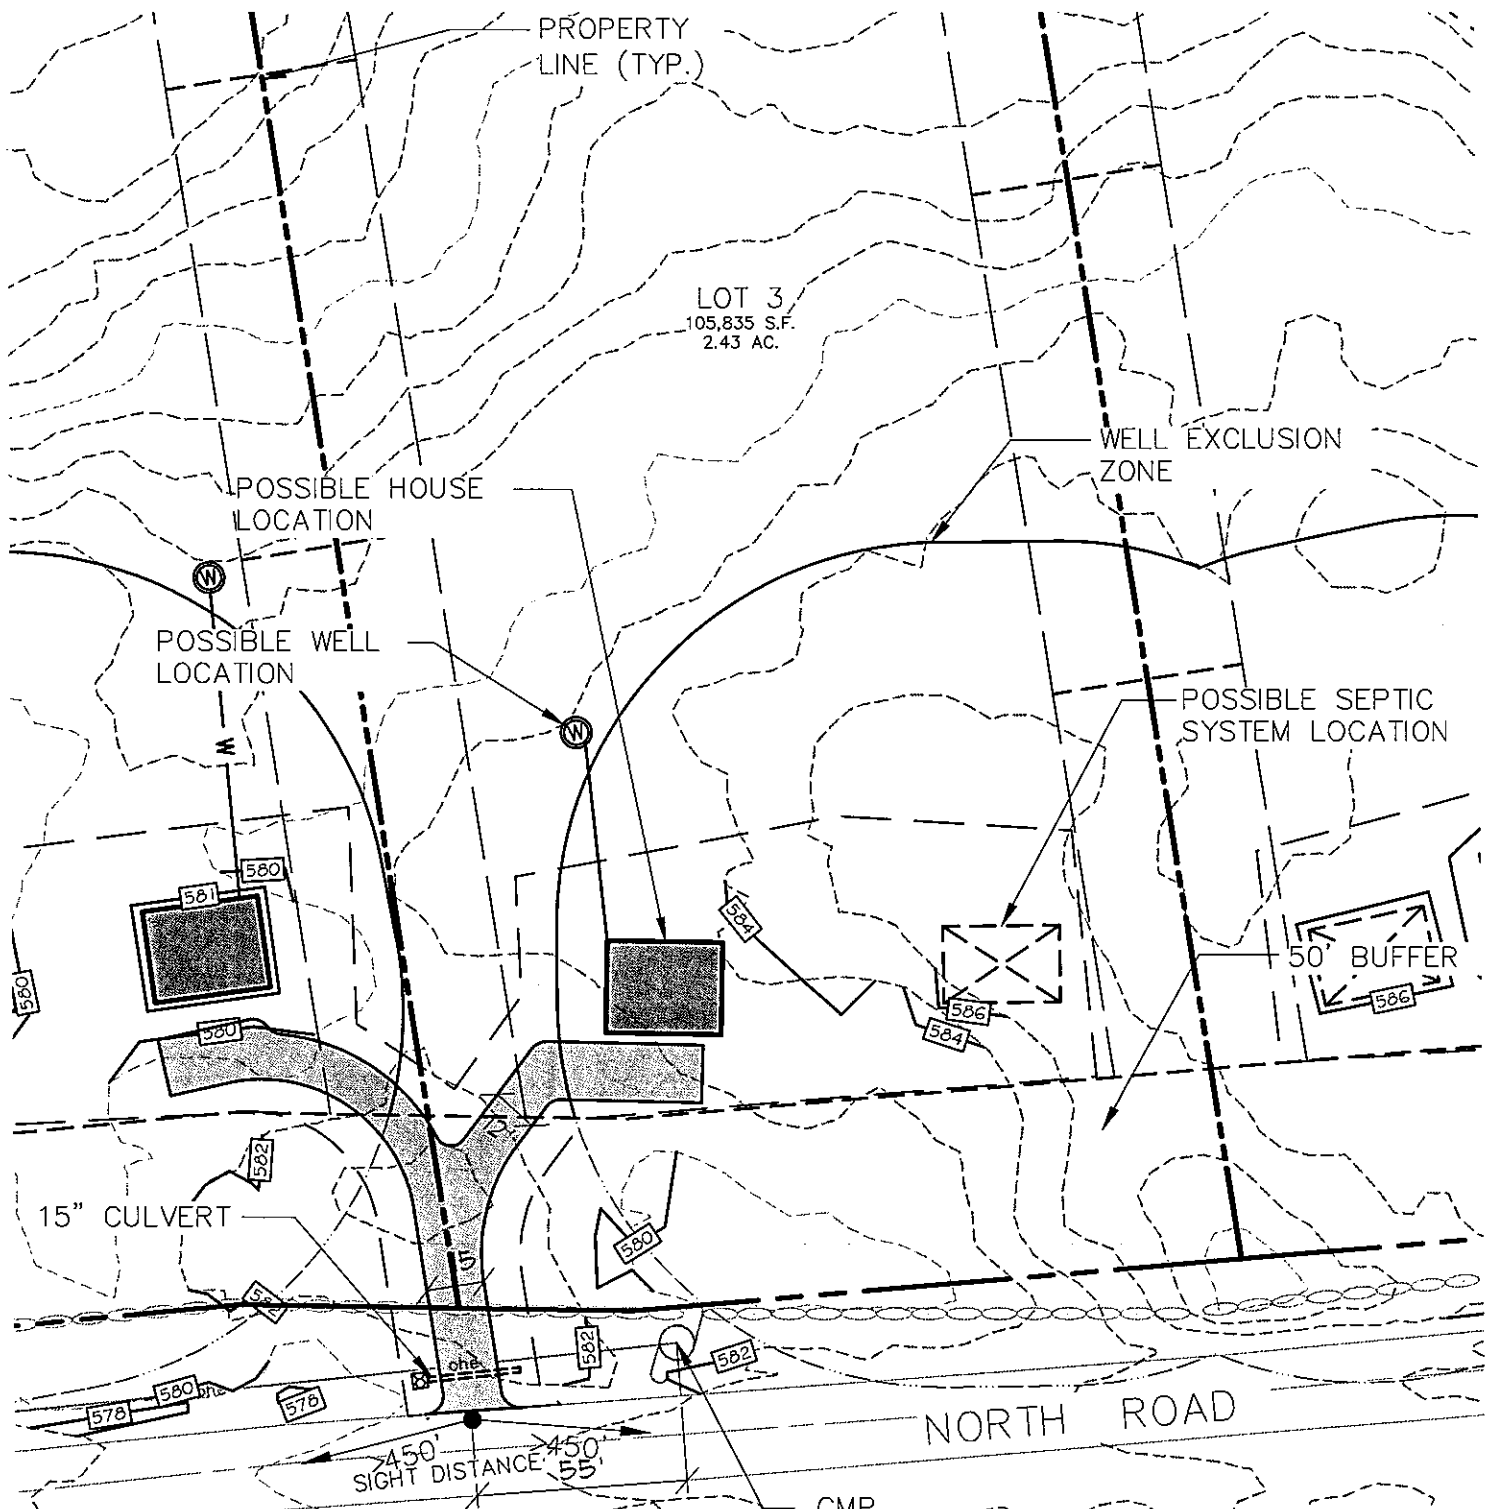 PROPERTY
LINE (TYP.)
LOT 3
105,835 S.F.
2.43 AC.
WELL EXCLUSION
ZONE
POSSIBLE HOUSE
LOCATION
W
POSSIBLE WELL
LOCATION
W
W
POSSIBLE SEPTIC
SYSTEM LOCATION
580
581
584
50' BUFFER
580
586
586
580
584
12
582
15" CULVERT
580
15
582
582
582
ohe
580
578
578
NORTH ROAD
>450'
>450'
SIGHT DISTANCE
55'
CMP